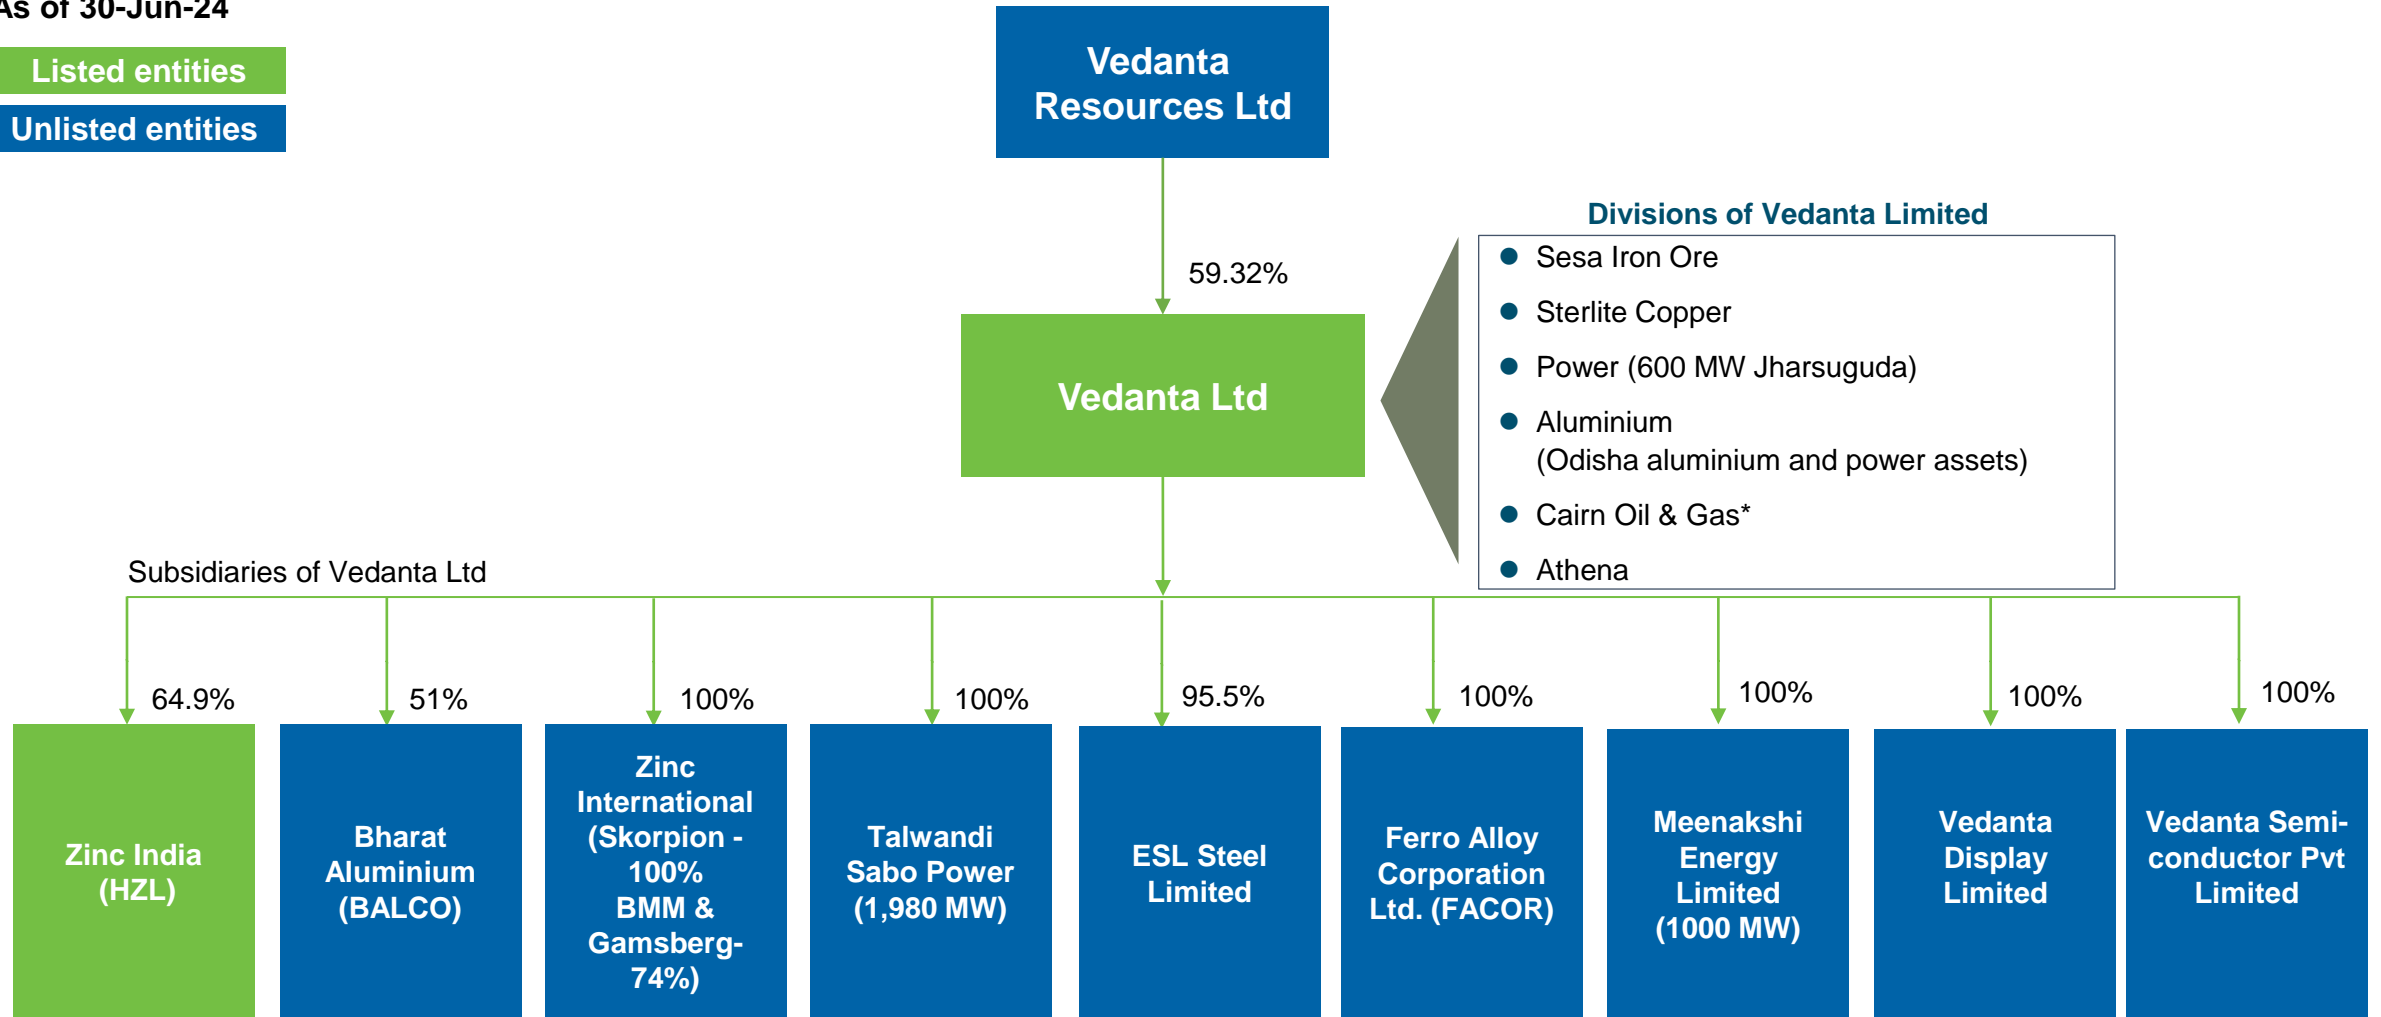 As of 30-Jun-24
Listed entities
Unlisted entities
Vedanta
Resources Ltd
59.32%
Vedanta Ltd
Divisions of Vedanta Limited
Sesa Iron Ore
Sterlite Copper
Power (600 MW Jharsuguda)
Aluminium
(Odisha aluminium and power assets)
Cairn Oil & Gas*
Athena
Subsidiaries of Vedanta Ltd
64.9%
51%
100%
100%
95.5%
100%
100%
100%
100%
Zinc India
(HZL)
Bharat
Aluminium
(BALCO)
Zinc
International
(Skorpion -
100%
BMM &
Gamsberg-
74%)
Talwandi
Sabo Power
(1,980 MW)
ESL Steel
Limited
Ferro Alloy
Corporation
Ltd. (FACOR)
Meenakshi
Energy
Limited
(1000 MW)
Vedanta
Display
Limited
Vedanta Semi-
conductor Pvt
Limited